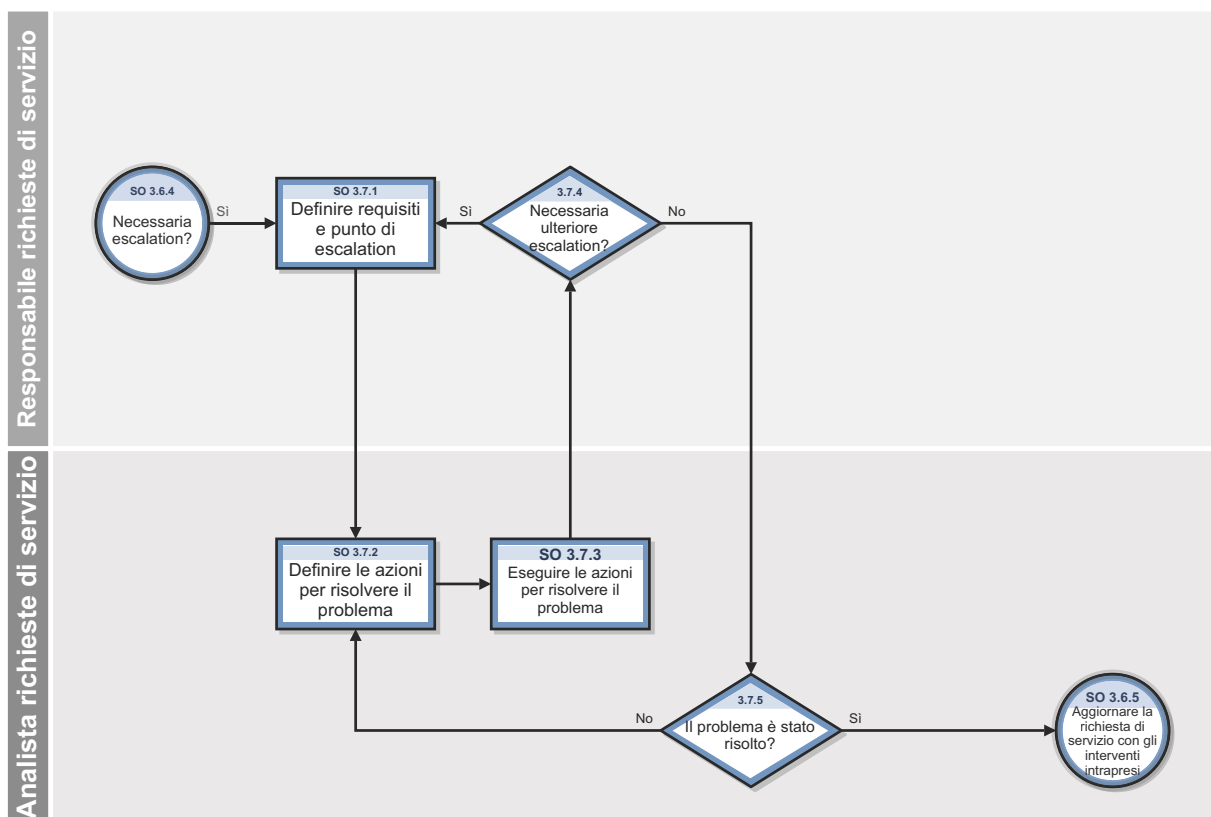 Responsabile richieste di servizio
SO 3.6.4
Necessaria
escalation?
Sì
SO 3.7.1
Definire requisiti
e punto di
escalation
Sì
3.7.4
Necessaria
ulteriore
escalation?
No
Analista richieste di servizio
SO 3.7.2
Definire le azioni
per risolvere il
problema
SO 3.7.3
Eseguire le azioni
per risolvere il
problema
No
3.7.5
Il problema è stato
risolto?
Sì
SO 3.6.5
Aggiornare la
richiesta di
servizio con gli
interventi
intrapresi